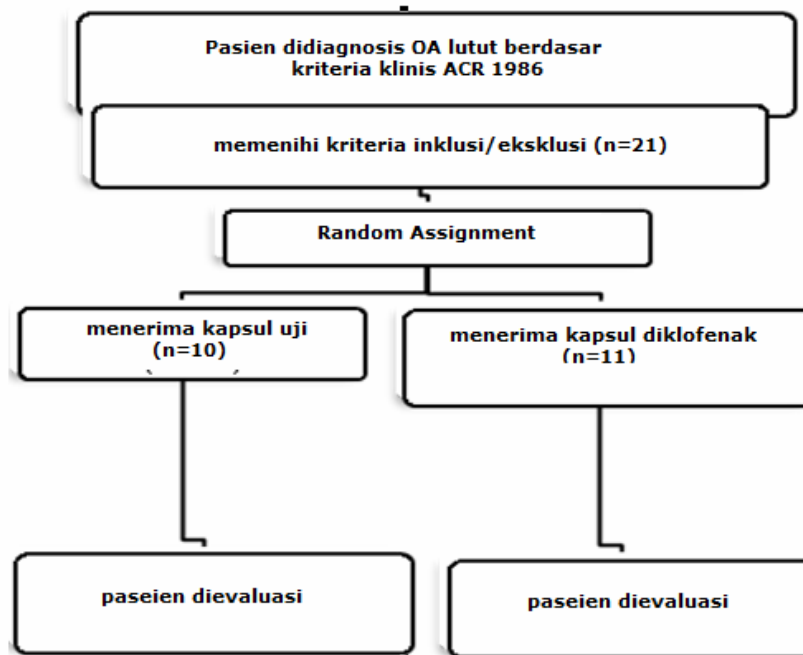 Pasien didiagnosis OA lutut berdasar
kriteria klinis ACR 1986
memenihi kriteria inklusi/eksklusi (n=21)
Random Assignment
menerima kapsul uji
(n=10)
menerima kapsul diklofenak
(n=11)
paseien dievaluasi
paseien dievaluasi